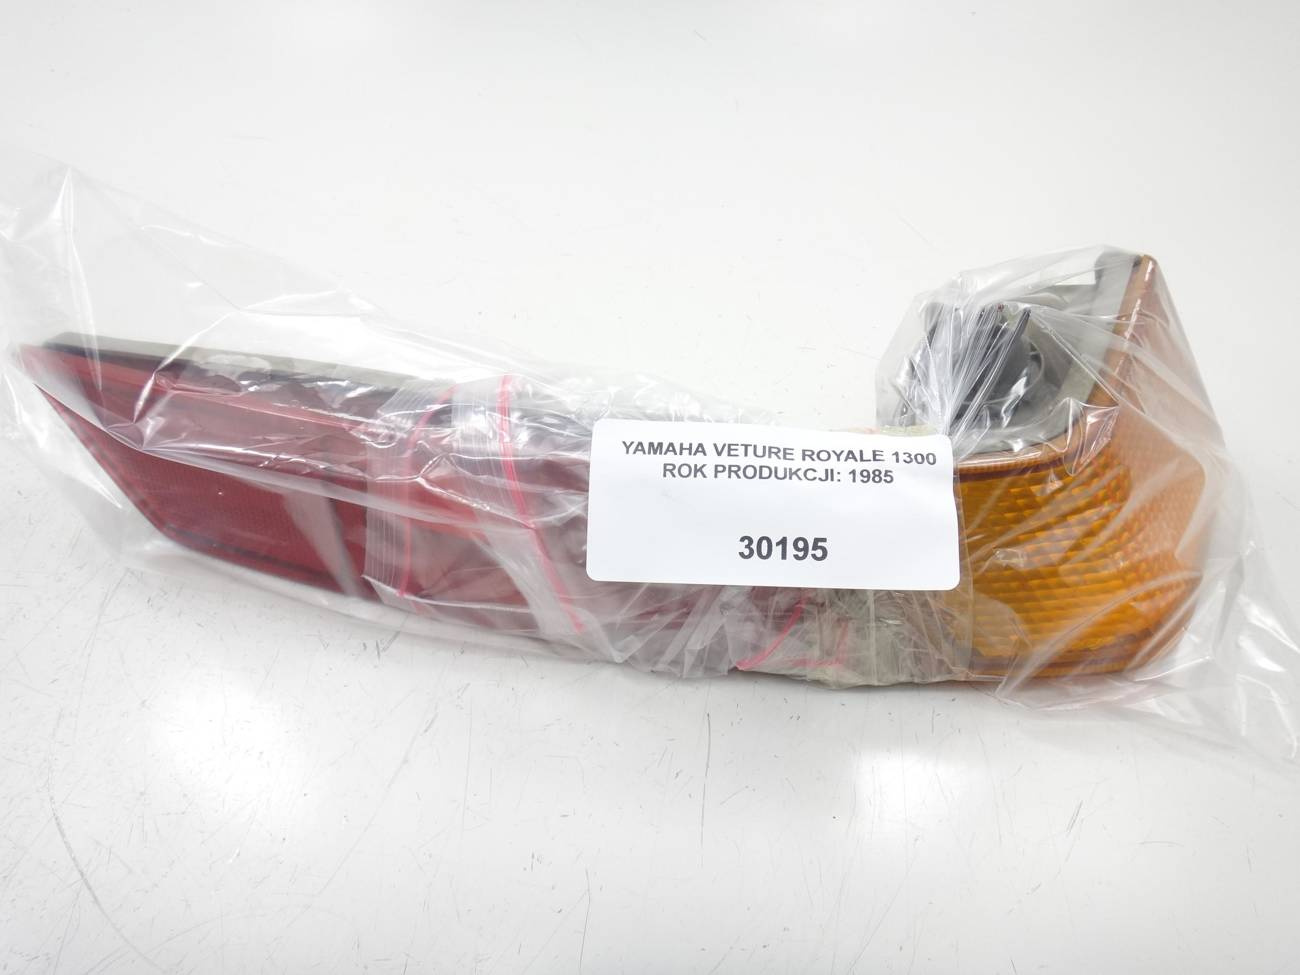 YAMAHA VETURE ROYALE 1300
ROK PRODUKCJI: 1985
30195